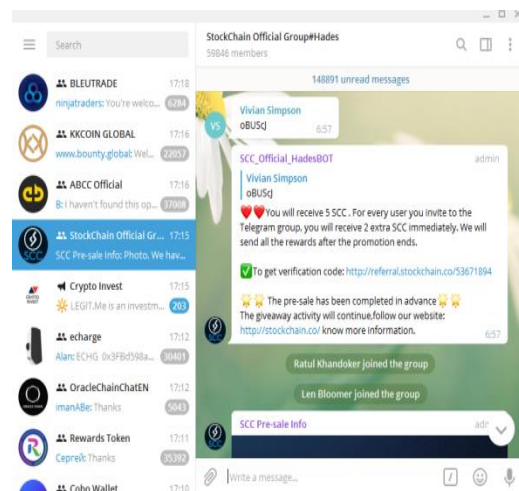 Search
BLEUTRADE 17:18
ninjatraders: You're welco... 6284
KKCOIN GLOBAL 17:16
www.bounty.global: Wel... 22057
ABCC Official 17:16
B: I haven't found this op... 37008
StockChain Official Gr... 17:15
SCC Pre-sale Info: Photo. We hav...
Crypto Invest 17:15
LEGIT.Me is an investm... 203
echarge 17:12
Alan: ECHG 0x3FBd598a... 30401
OracleChainChatEN 17:12
imanABe: Thanks 5043
Rewards Token 17:11
Сергей: Thanks 35392
Cobo Wallet 17:10
StockChain Official Group#Hades
59846 members
148891 unread messages
VS
Vivian Simpson
oBUScJ
6:57
SCC_Official_HadesBOT admin
Vivian Simpson
oBUScJ
You will receive 5 SCC . For every user you invite to the
Telegram group, you will receive 2 extra SCC immediately. We will
send all the rewards after the promotion ends.
To get verification code: http://referral.stockchain.co/53671894
The pre-sale has been completed in advance
The giveaway activity will continue,follow our website:
http://stockchain.co/ know more information.
6:57
Ratul Khandoker joined the group
Len Bloomer joined the group
SCC Pre-sale Info
Write a message...